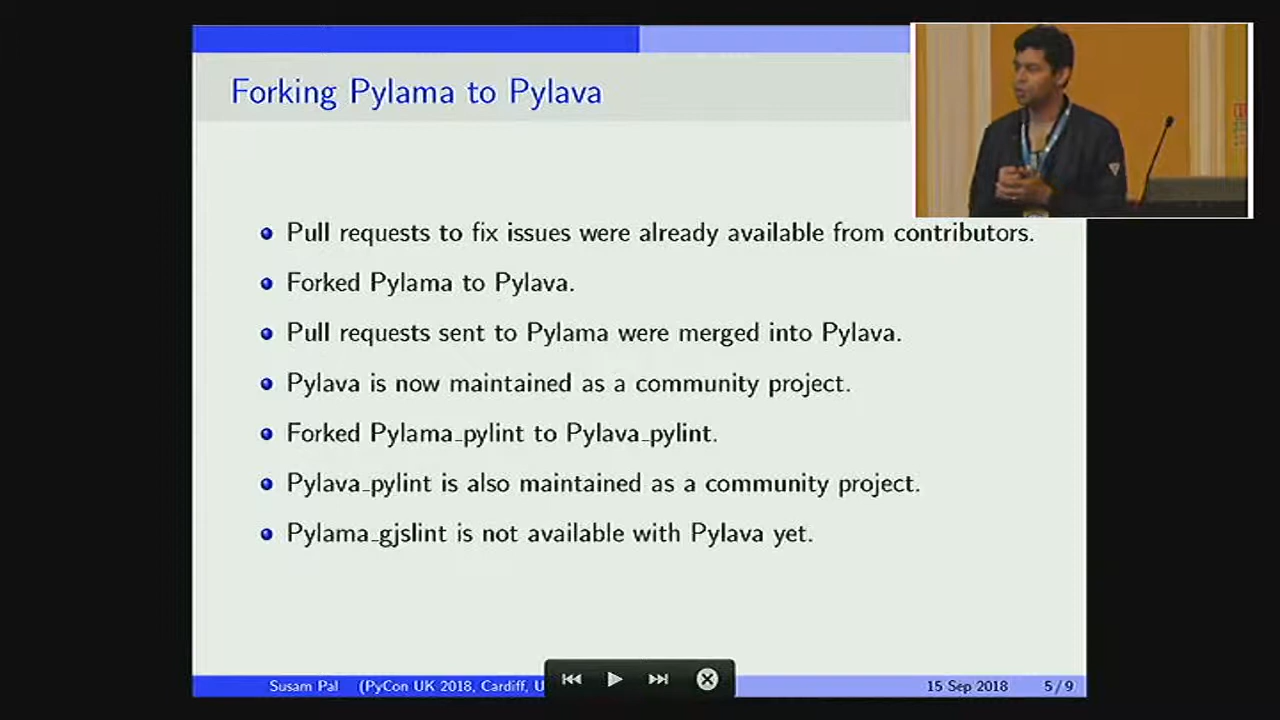 Forking Pylama to Pylava
Pull requests to fix issues were already available from contributors.
Forked Pylama to Pylava.
Pull requests sent to Pylama were merged into Pylava.
Pylava is now maintained as a community project.
Forked Pylama_pylint to Pylava_pylint.
Pylava_pylint is also maintained as a community project.
Pylama_gjslint is not available with Pylava yet.
Susam Pal (PyCon UK 2018, Cardiff, U 15 Sep 2018 5 / 9